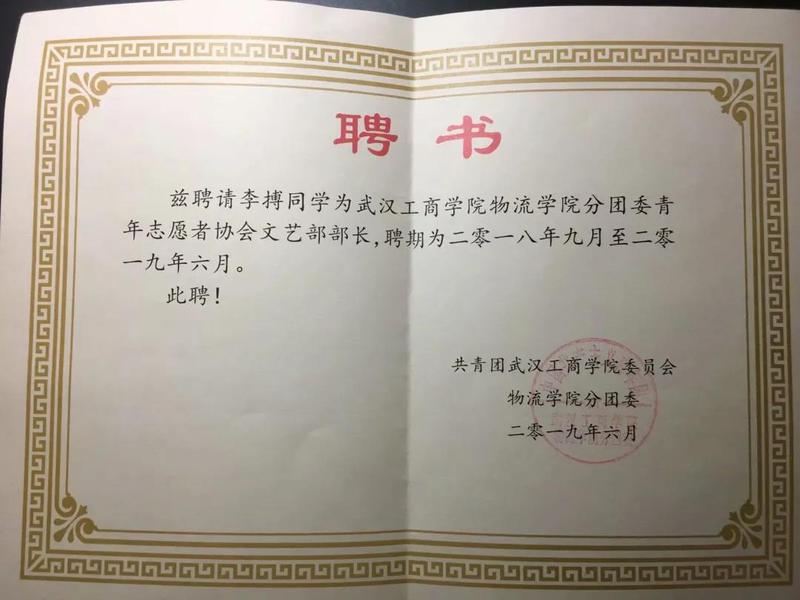 聘书
兹聘请李搏同学为武汉工商学院物流学院分团委青
年志愿者协会文艺部部长,聘期为二零一八年九月至二零
一九年六月。
此聘!
共青团武汉工商学院委员会
物流学院分团委
二零一九年六月